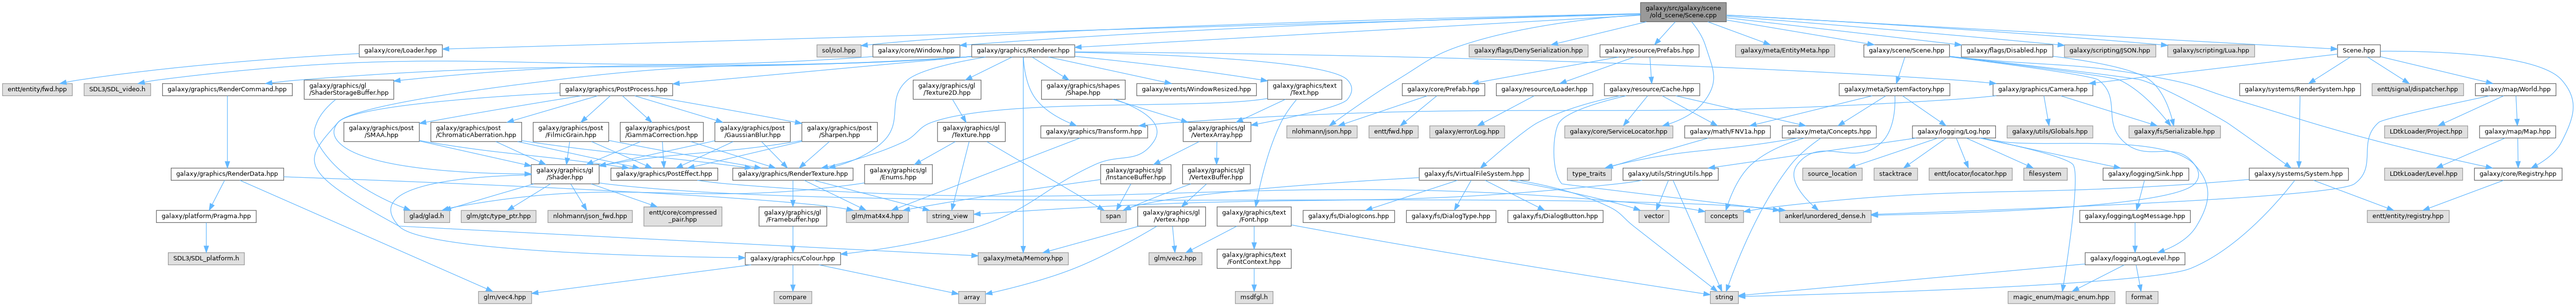 galaxy/src/galaxy/scene
/old_scene/Scene.cpp
galaxy/core/Loader.hpp
sol/sol.hpp
galaxy/core/Window.hpp
galaxy/graphics/Renderer.hpp
galaxy/flags/DenySerialization.hpp
galaxy/resource/Prefabs.hpp
galaxy/meta/EntityMeta.hpp
galaxy/scene/Scene.hpp
galaxy/flags/Disabled.hpp
galaxy/scripting/JSON.hpp
galaxy/scripting/Lua.hpp
Scene.hpp
entt/entity/fwd.hpp
SDL3/SDL_video.h
galaxy/graphics/RenderCommand.hpp
galaxy/graphics/gl
/ShaderStorageBuffer.hpp
galaxy/graphics/PostProcess.hpp
galaxy/graphics/gl
/Texture2D.hpp
galaxy/graphics/shapes
/Shape.hpp
galaxy/events/WindowResized.hpp
galaxy/graphics/text
/Text.hpp
galaxy/core/Prefab.hpp
galaxy/resource/Loader.hpp
galaxy/resource/Cache.hpp
galaxy/meta/SystemFactory.hpp
galaxy/graphics/Camera.hpp
galaxy/systems/RenderSystem.hpp
entt/signal/dispatcher.hpp
galaxy/map/World.hpp
galaxy/graphics/post
/SMAA.hpp
galaxy/graphics/post
/ChromaticAberation.hpp
galaxy/graphics/post
/FilmicGrain.hpp
galaxy/graphics/post
/GammaCorrection.hpp
galaxy/graphics/post
/GaussianBlur.hpp
galaxy/graphics/post
/Sharpen.hpp
galaxy/graphics/gl
/Texture.hpp
galaxy/graphics/Transform.hpp
galaxy/graphics/gl
/VertexArray.hpp
nlohmann/json.hpp
entt/fwd.hpp
galaxy/error/Log.hpp
galaxy/core/ServiceLocator.hpp
galaxy/math/FNV1a.hpp
galaxy/meta/Concepts.hpp
galaxy/logging/Log.hpp
galaxy/utils/Globals.hpp
galaxy/fs/Serializable.hpp
LDtkLoader/Project.hpp
galaxy/map/Map.hpp
galaxy/graphics/RenderData.hpp
galaxy/graphics/gl
/Shader.hpp
galaxy/graphics/PostEffect.hpp
galaxy/graphics/RenderTexture.hpp
galaxy/graphics/gl
/Enums.hpp
galaxy/graphics/gl
/InstanceBuffer.hpp
galaxy/graphics/gl
/VertexBuffer.hpp
galaxy/fs/VirtualFileSystem.hpp
type_traits
galaxy/utils/StringUtils.hpp
source_location
stacktrace
entt/locator/locator.hpp
filesystem
galaxy/logging/Sink.hpp
galaxy/systems/System.hpp
LDtkLoader/Level.hpp
galaxy/core/Registry.hpp
galaxy/platform/Pragma.hpp
glad/glad.h
glm/gtc/type_ptr.hpp
nlohmann/json_fwd.hpp
entt/core/compressed
_pair.hpp
galaxy/graphics/gl
/Framebuffer.hpp
glm/mat4x4.hpp
string_view
span
galaxy/graphics/gl
/Vertex.hpp
galaxy/graphics/text
/Font.hpp
galaxy/fs/DialogIcons.hpp
galaxy/fs/DialogType.hpp
galaxy/fs/DialogButton.hpp
vector
concepts
ankerl/unordered_dense.h
galaxy/logging/LogMessage.hpp
entt/entity/registry.hpp
SDL3/SDL_platform.h
galaxy/graphics/Colour.hpp
galaxy/meta/Memory.hpp
glm/vec2.hpp
galaxy/graphics/text
/FontContext.hpp
galaxy/logging/LogLevel.hpp
glm/vec4.hpp
compare
array
msdfgl.h
string
magic_enum/magic_enum.hpp
format